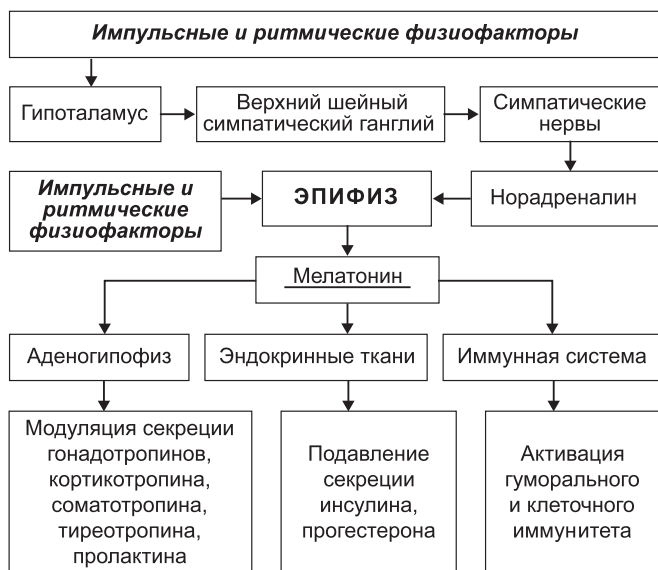 Импульсные и ритмические физиофакторы
Гипоталамус
Верхний шейный
симпатический ганглий
Симпатические
нервы
Импульсные и
ритмические
физиофакторы
ЭПИФИЗ
Норадреналин
Мелатонин
Аденогипофиз
Эндокринные ткани
Иммунная система
Модуляция секреции
гонадотропинов,
кортикотропина,
соматотропина,
тиреотропина,
пролактина
Подавление
секреции
инсулина,
прогестерона
Активация
гуморального
и клеточного
иммунитета